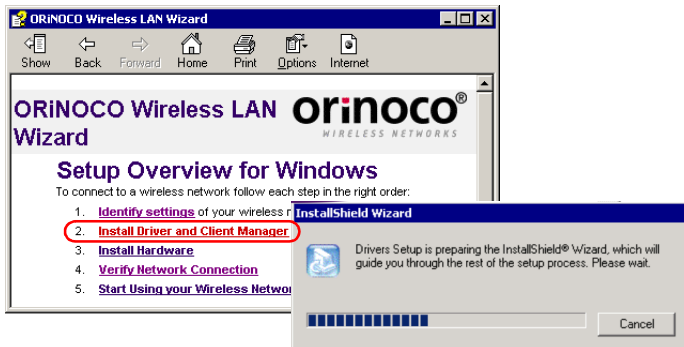 ORiNOCO Wireless LAN Wizard
Show Back Forward Home Print Options Internet
ORiNOCO Wireless LAN
Wizard
orinoco®
WIRELESS NETWORKS
Setup Overview for Windows
To connect to a wireless network follow each step in the right order:
1. Identify settings of your wireless
2. Install Driver and Client Manager
3. Install Hardware
4. Verify Network Connection
5. Start Using your Wireless
InstallShield Wizard
Drivers Setup is preparing the InstallShield® Wizard, which will
guide you through the rest of the setup process. Please wait.
Cancel